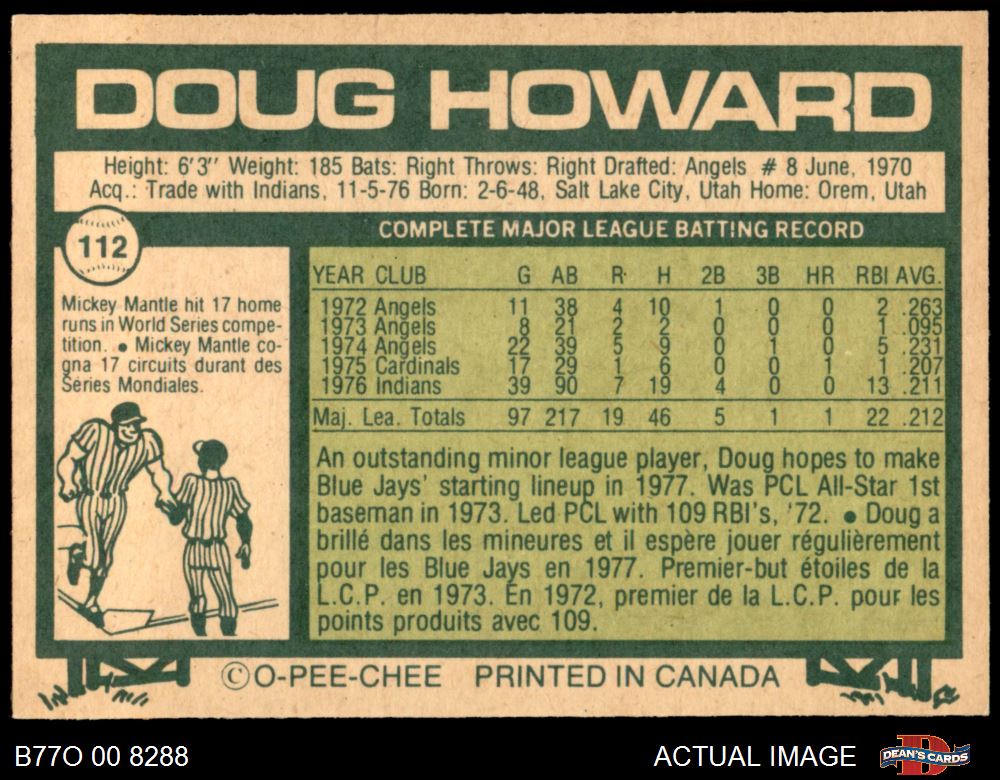 DOUG HOWARD
Height: 6'3'' Weight: 185 Bats: Right Throws: Right Drafted: Angels # 8 June, 1970
Acq.: Trade with Indians, 11-5-76 Born: 2-6-48, Salt Lake City, Utah Home: Orem, Utah
112
Mickey Mantle hit 17 home
runs in World Series compe-
tition. ● Mickey Mantle co-
gna 17 circuits durant des
Séries Mondiales.
COMPLETE MAJOR LEAGUE BATTING RECORD
YEAR CLUB G AB R H 2B 3B HR RBI AVG.
1972 Angels 11 38 4 10 1 0 0 2 .263
1973 Angels 8 21 2 2 0 0 0 1 .095
1974 Angels 22 39 5 9 0 1 0 5 .231
1975 Cardinals 17 29 1 6 0 0 1 1 .207
1976 Indians 39 90 7 19 4 0 0 13 .211
Maj. Lea. Totals 97 217 19 46 5 1 1 22 .212
An outstanding minor league player, Doug hopes to make
Blue Jays' starting lineup in 1977. Was PCL All-Star 1st
baseman in 1973. Led PCL with 109 RBI's, '72. ● Doug a
brillé dans les mineures et il espère jouer régulièrement
pour les Blue Jays en 1977. Premier-but étoiles de la
L.C.P. en 1973. En 1972, premier de la L.C.P. pour les
points produits avec 109.
©O-PEE-CHEE PRINTED IN CANADA
B77O 00 8288
ACTUAL IMAGE
DEAN'S CARDS